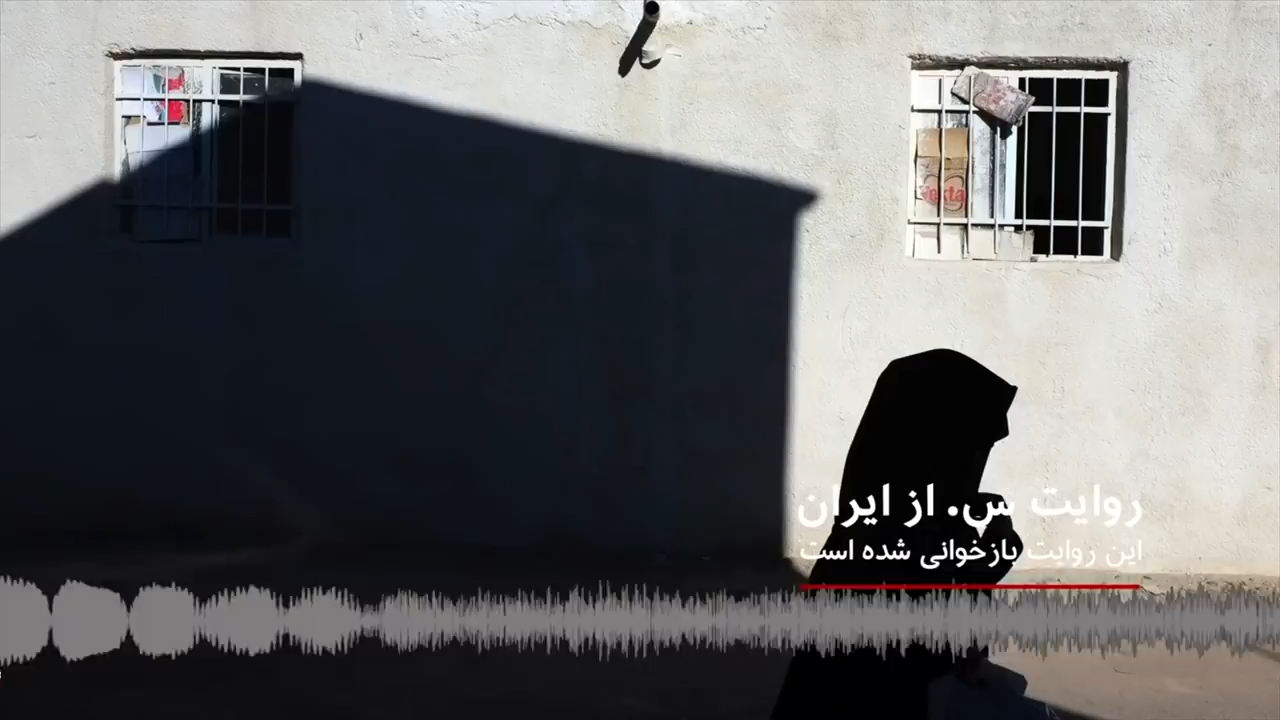 روایت س. از ایران
این روایت بازخوانی شده است